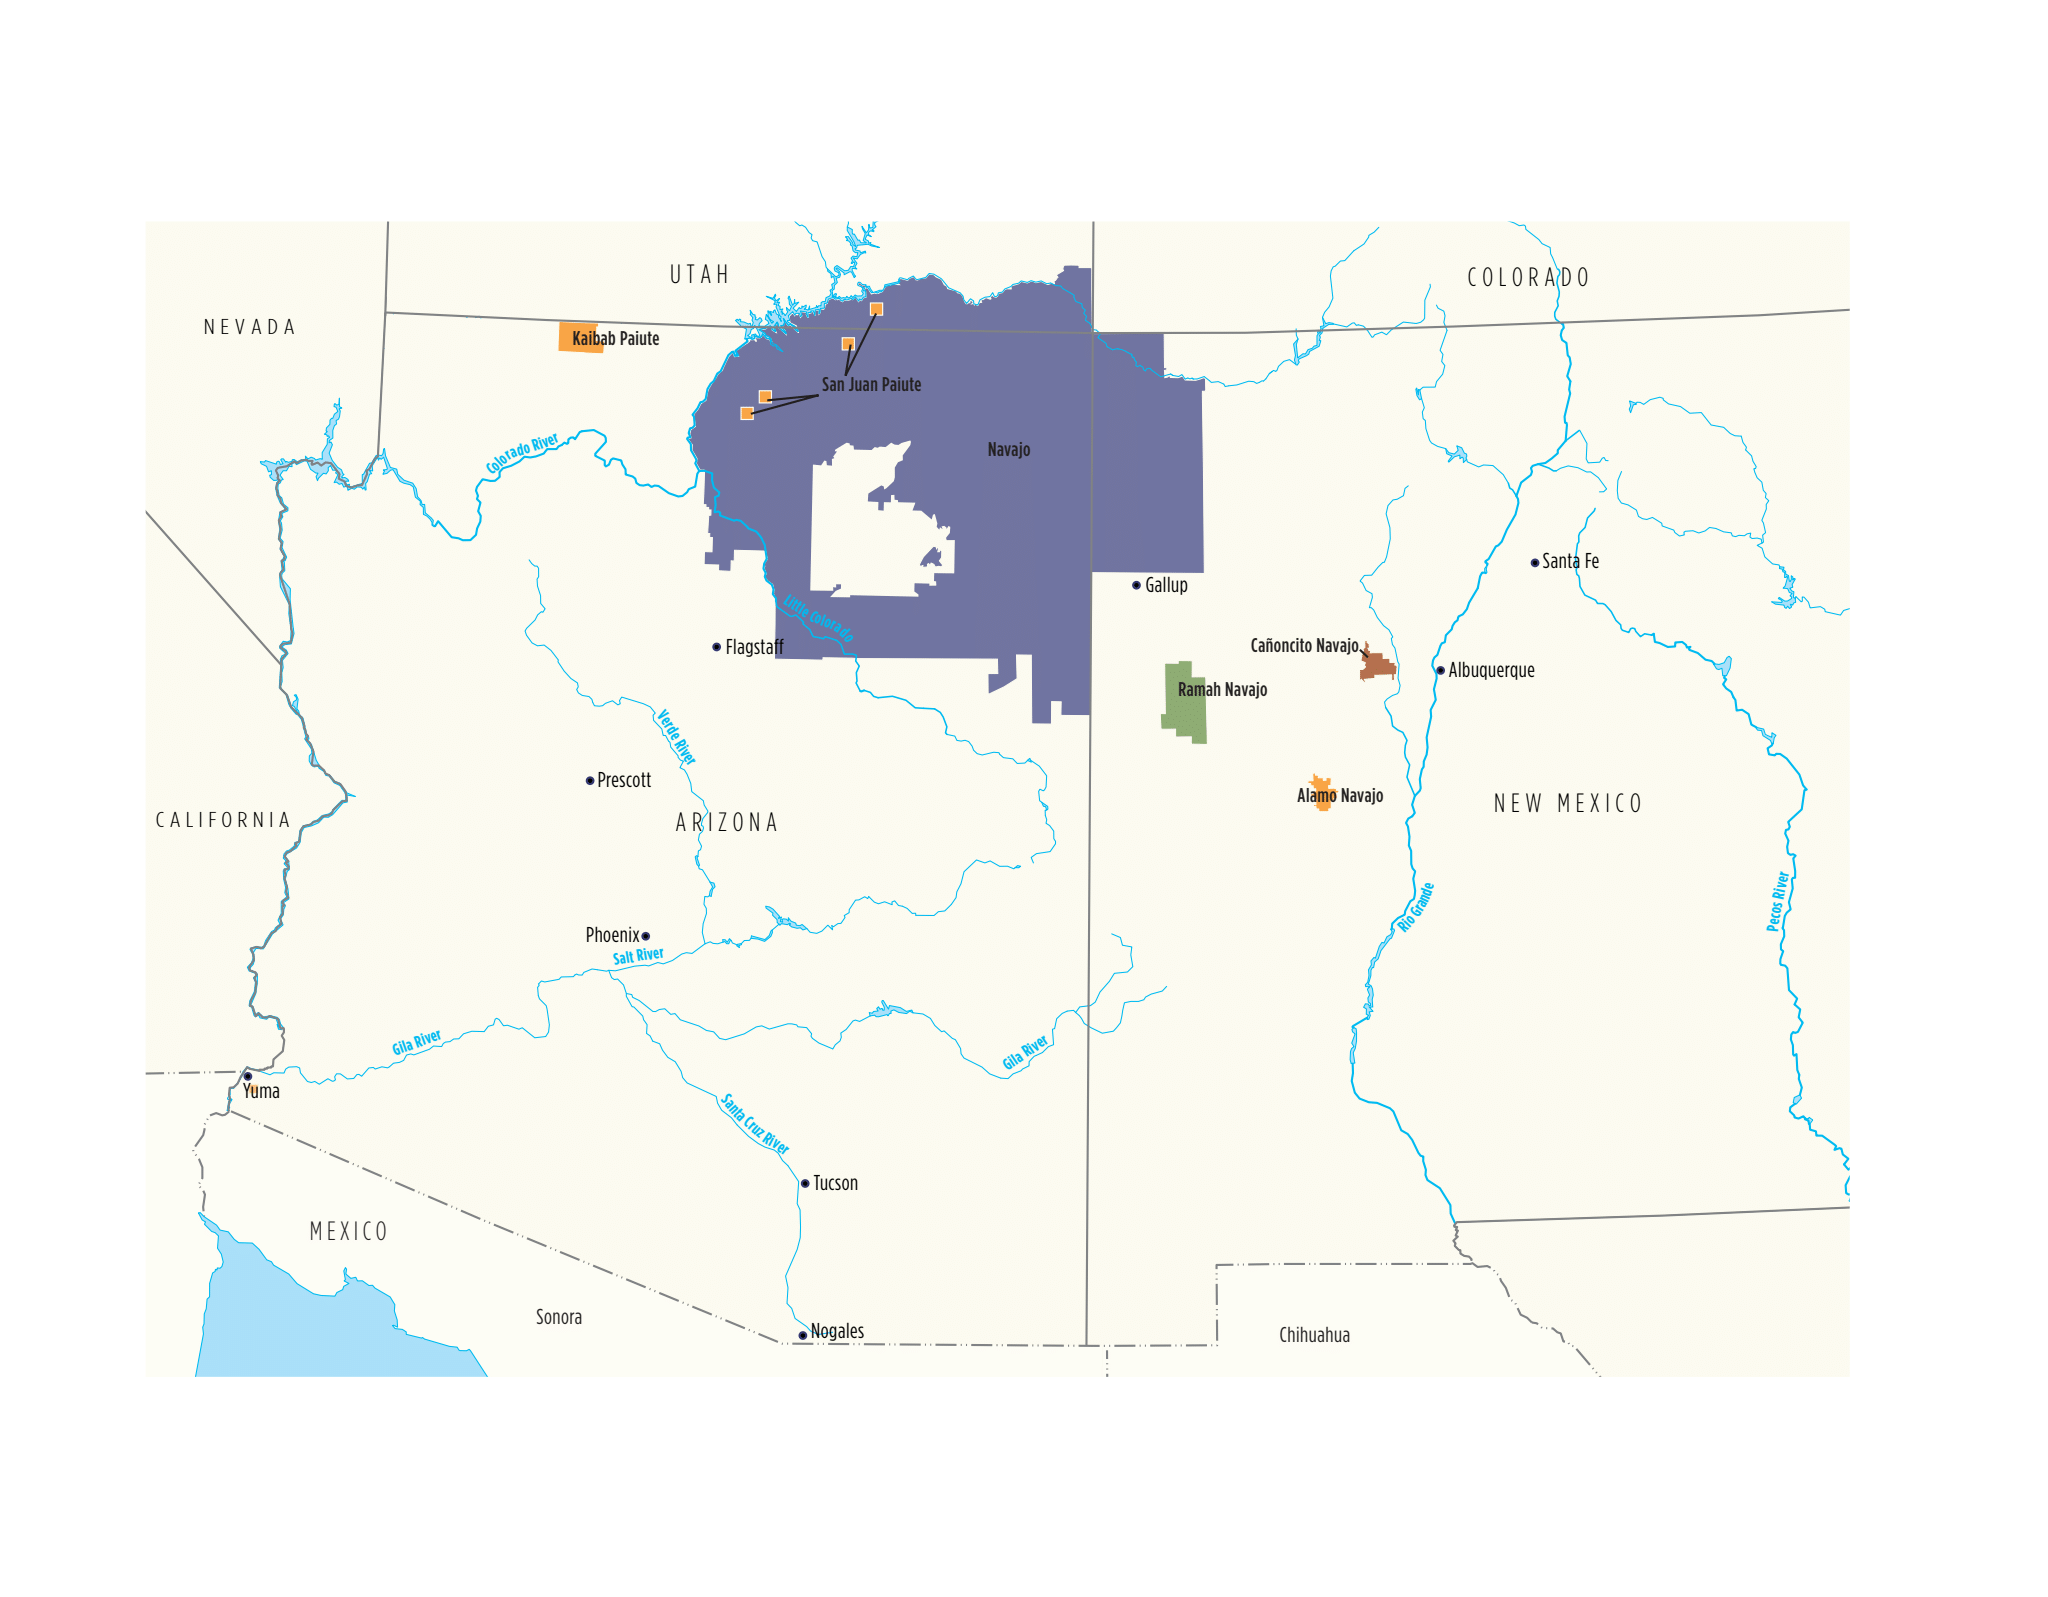 UTAH
COLORADO
NEVADA
Kaibab Paiute
San Juan Paiute
Colorado River
Navajo
Santa Fe
Gallup
Little Colorado
Flagstaff
Cañoncito Navajo
Albuquerque
Ramah Navajo
Verde River
Prescott
Alamo Navajo
NEW MEXICO
CALIFORNIA
ARIZONA
Rio Grande
Pecos River
Phoenix
Salt River
Gila River
Gila River
Yuma
Santa Cruz River
Tucson
MEXICO
Sonora
Nogales
Chihuahua